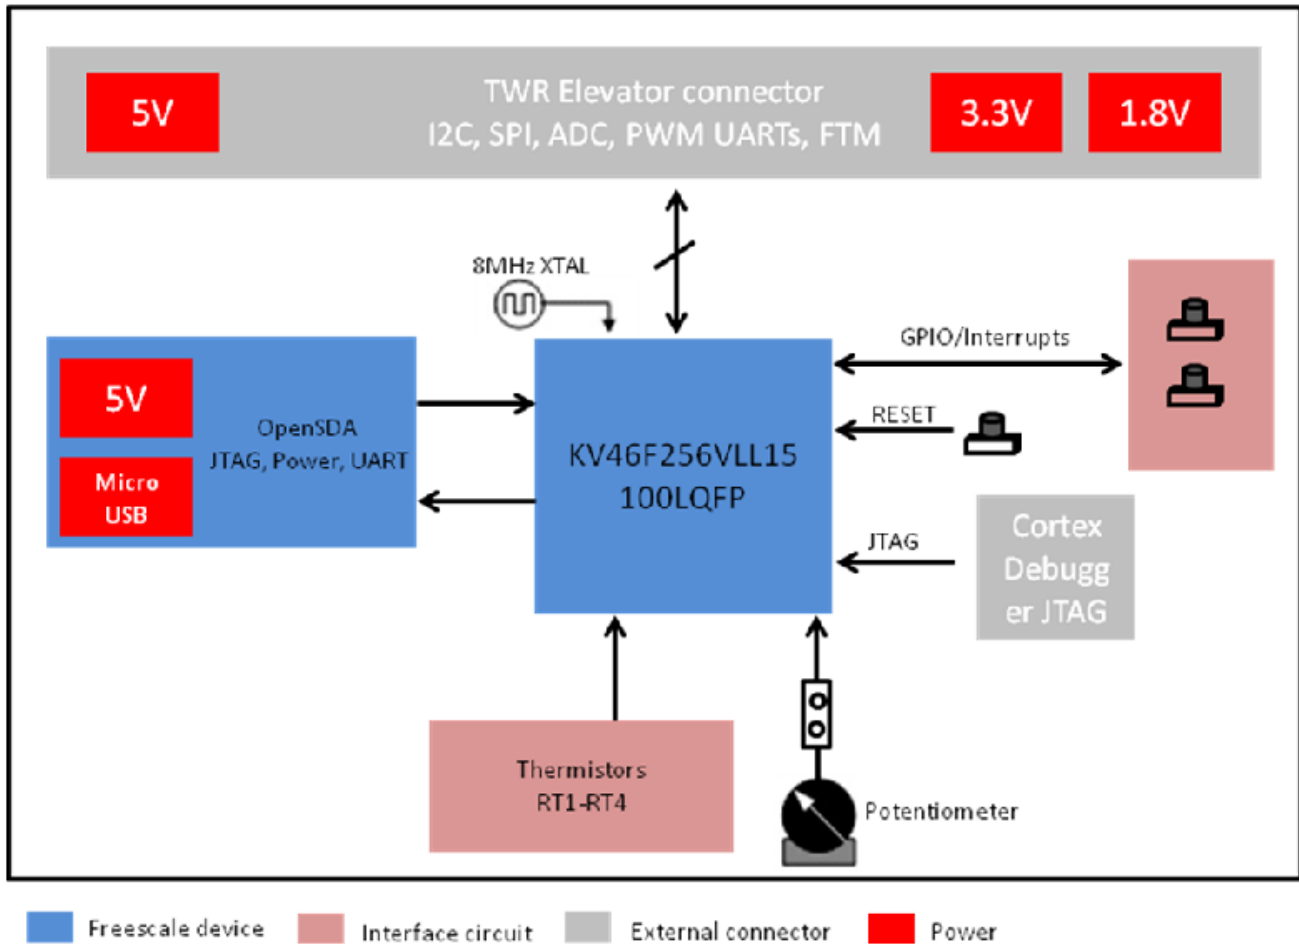 5V
TWR Elevator connector
I2C, SPI, ADC, PWM UARTs, FTM
3.3V
1.8V
8MHz XTAL
GPIO/Interrupts
5V
OpenSDA
JTAG, Power, UART
Micro
USB
KV46F256VLL15
100LQFP
RESET
JTAG
Cortex
Debugg
er JTAG
Thermistors
RT1-RT4
Potentiometer
Freescale device
Interface circuit
External connector
Power